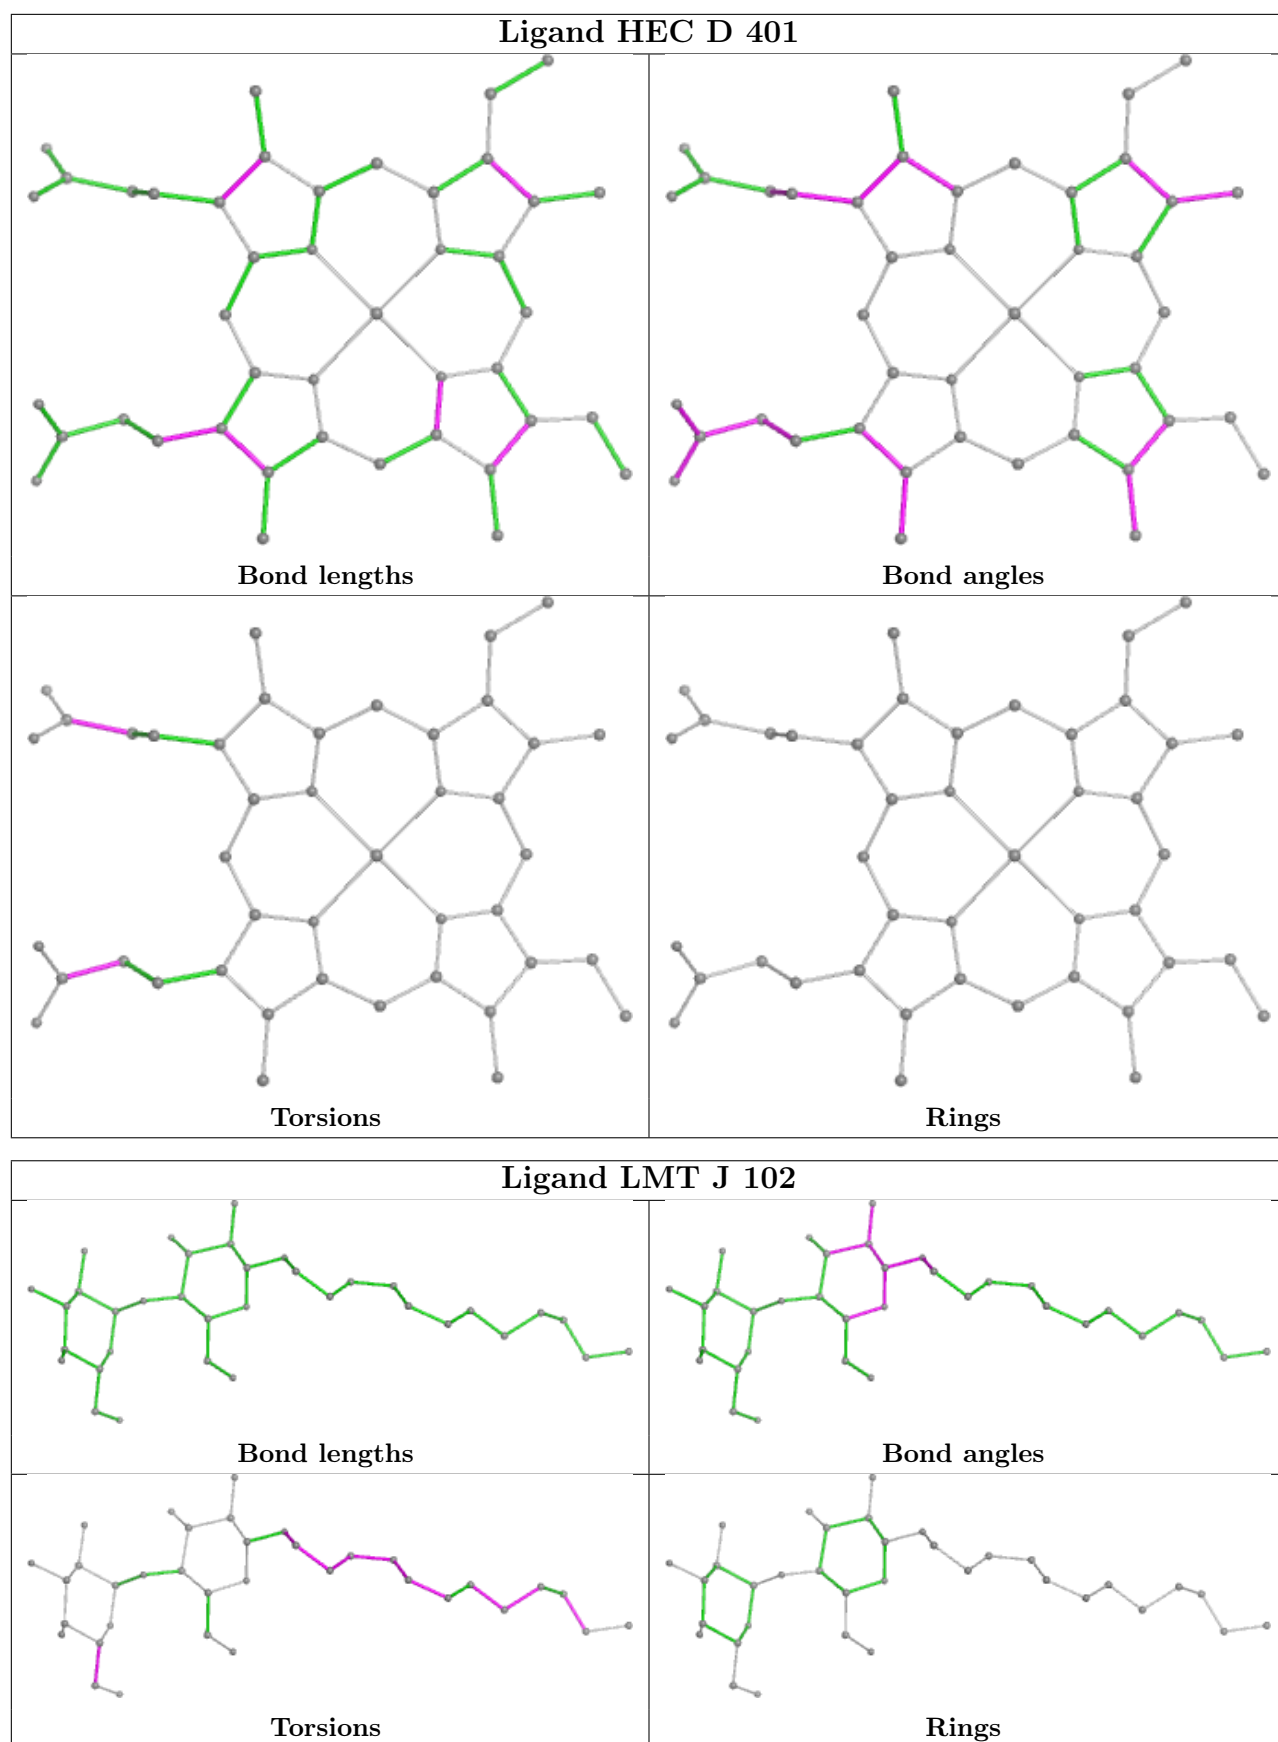 Ligand HEC D 401
Bond lengths
Bond angles
Torsions
Rings
Ligand LMT J 102
Bond lengths
Bond angles
Torsions
Rings